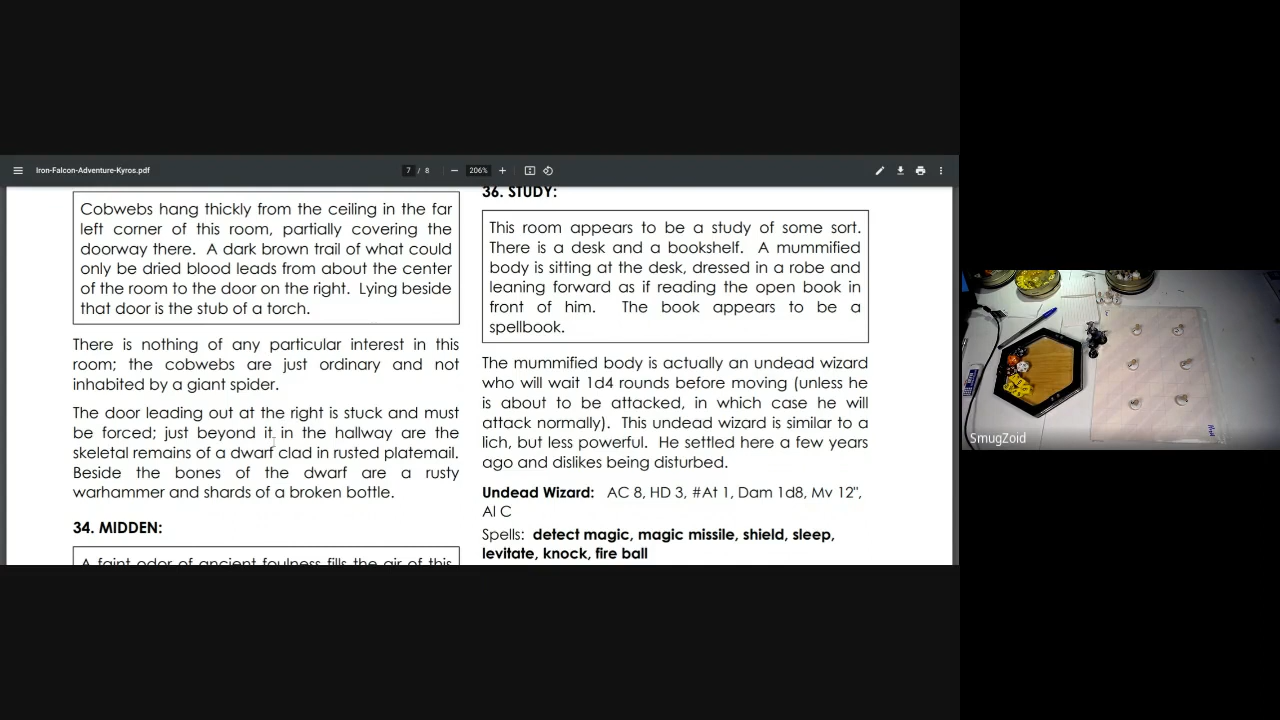 Iron-Falcon-Adventure-Kyros.pdf
7 / 8
206%
Cobwebs hang thickly from the ceiling in the far
left corner of this room, partially covering the
doorway there. A dark brown trail of what could
only be dried blood leads from about the center
of the room to the door on the right. Lying beside
that door is the stub of a torch.
There is nothing of any particular interest in this
room; the cobwebs are just ordinary and not
inhabited by a giant spider.
The door leading out at the right is stuck and must
be forced; just beyond it in the hallway are the
skeletal remains of a dwarf clad in rusted platemail.
Beside the bones of the dwarf are a rusty
warhammer and shards of a broken bottle.
34. MIDDEN:
A faint odor of ancient foulness fills the air of this
36. STUDY:
This room appears to be a study of some sort.
There is a desk and a bookshelf. A mummified
body is sitting at the desk, dressed in a robe and
leaning forward as if reading the open book in
front of him. The book appears to be a
spellbook.
The mummified body is actually an undead wizard
who will wait 1d4 rounds before moving (unless he
is about to be attacked, in which case he will
attack normally). This undead wizard is similar to a
lich, but less powerful. He settled here a few years
ago and dislikes being disturbed.
Undead Wizard: AC 8, HD 3, #At 1, Dam 1d8, Mv 12",
Al C
Spells: detect magic, magic missile, shield, sleep,
levitate, knock, fire ball
SmugZoid